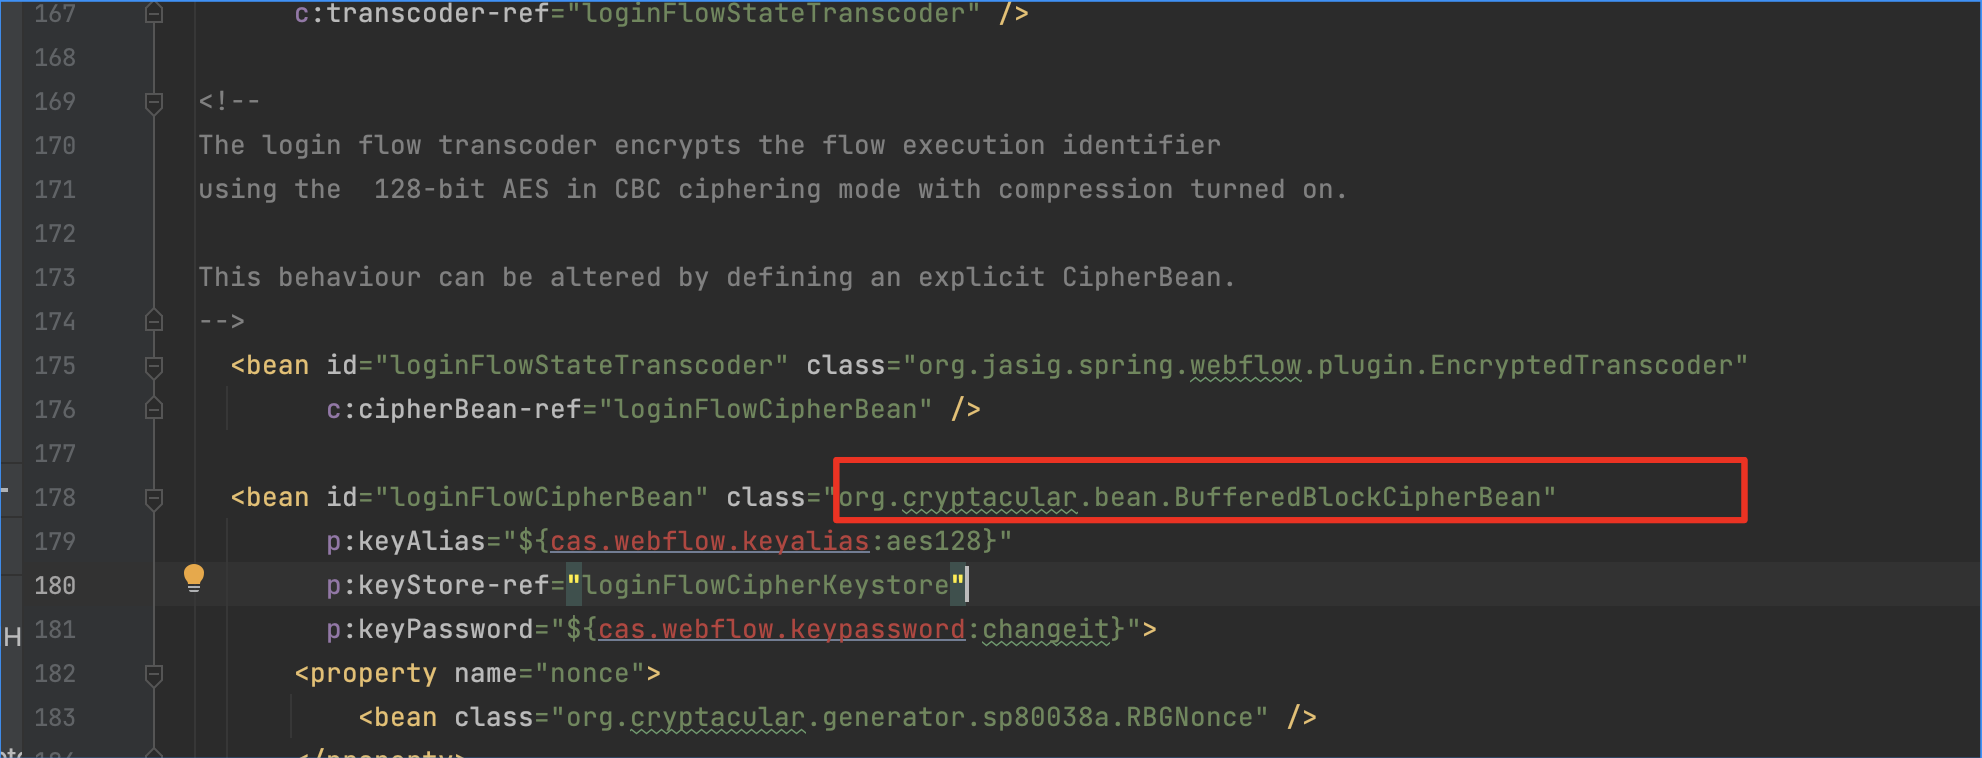 167 c:transcoder-ref="loginFlowStateTranscoder" />
168
169 <!--
170 The login flow transcoder encrypts the flow execution identifier
171 using the  128-bit AES in CBC ciphering mode with compression turned on.
172
173 This behaviour can be altered by defining an explicit CipherBean.
174 -->
175 <bean id="loginFlowStateTranscoder" class="org.jasig.spring.webflow.plugin.EncryptedTranscoder"
176 c:cipherBean-ref="loginFlowCipherBean" />
177
178 <bean id="loginFlowCipherBean" class="org.cryptacular.bean.BufferedBlockCipherBean"
179 p:keyAlias="${cas.webflow.keyalias:aes128}"
180 p:keyStore-ref="loginFlowCipherKeystore"
H
181 p:keyPassword="${cas.webflow.keypassword:changeit}">
182 <property name="nonce">
183 <bean class="org.cryptacular.generator.sp80038a.RBGNonce" />
184 </property>